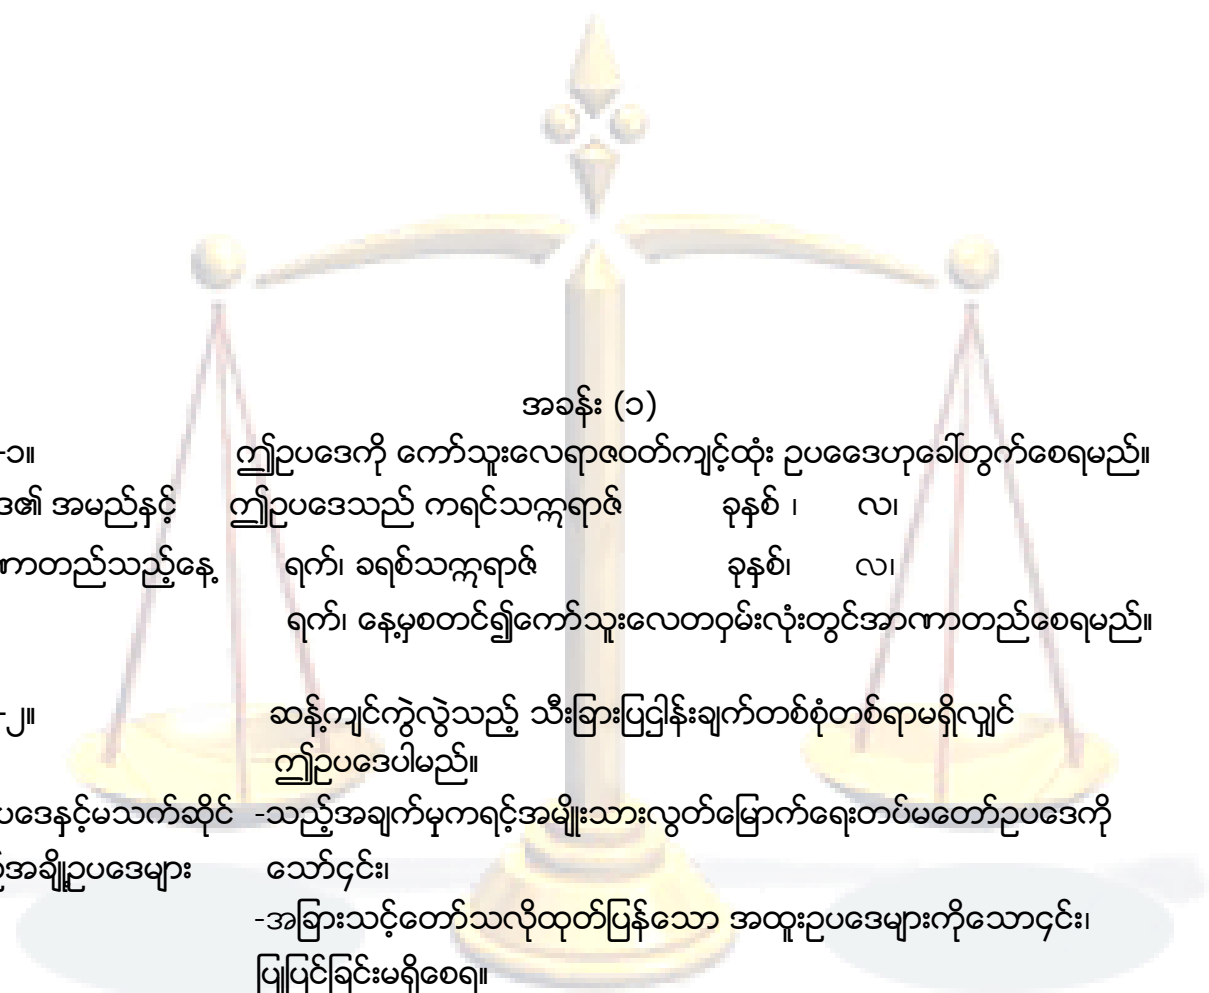 အခန်း (၁)
-၁။ ဤဥပဒေကို ကော်သူးလေရာဇဝတ်ကျင့်ထုံး ဥပဒေဒဟုခေါ်တွက်စေရမည်။
ဒ၏ အမည်နှင့် ဤဥပဒေသည် ကရင်သက္ကရာဇ် ခုနှစ် ၊ လ၊
ဏာတည်သည့်နေ့ ရက်၊ ခရစ်သက္ကရာဇ် ခုနှစ်၊ လ၊
ရက်၊ နေ့မှစတင်၍ကော်သူးလေတဝှမ်းလုံးတွင်အာဏာတည်စေရမည်။
-၂။ ဆန့်ကျင်ကွဲလွဲသည့် သီးခြားပြဌါန်းချက်တစ်စုံတစ်ရာမရှိလျှင်
ဤဥပဒေပါမည်။
ပဒေနှင့်မသက်ဆိုင် -သည့်အချက်မှကရင့်အမျိုးသားလွတ်မြောက်ရေးတပ်မတော်ဥပဒေကို
အချို့ဥပဒေများ သော်၎င်း၊
-အခြားသင့်တော်သလိုထုတ်ပြန်သော အထူးဥပဒေများကိုသော၎င်း၊
ပြုပြင်ခြင်းမရှိစေရ။